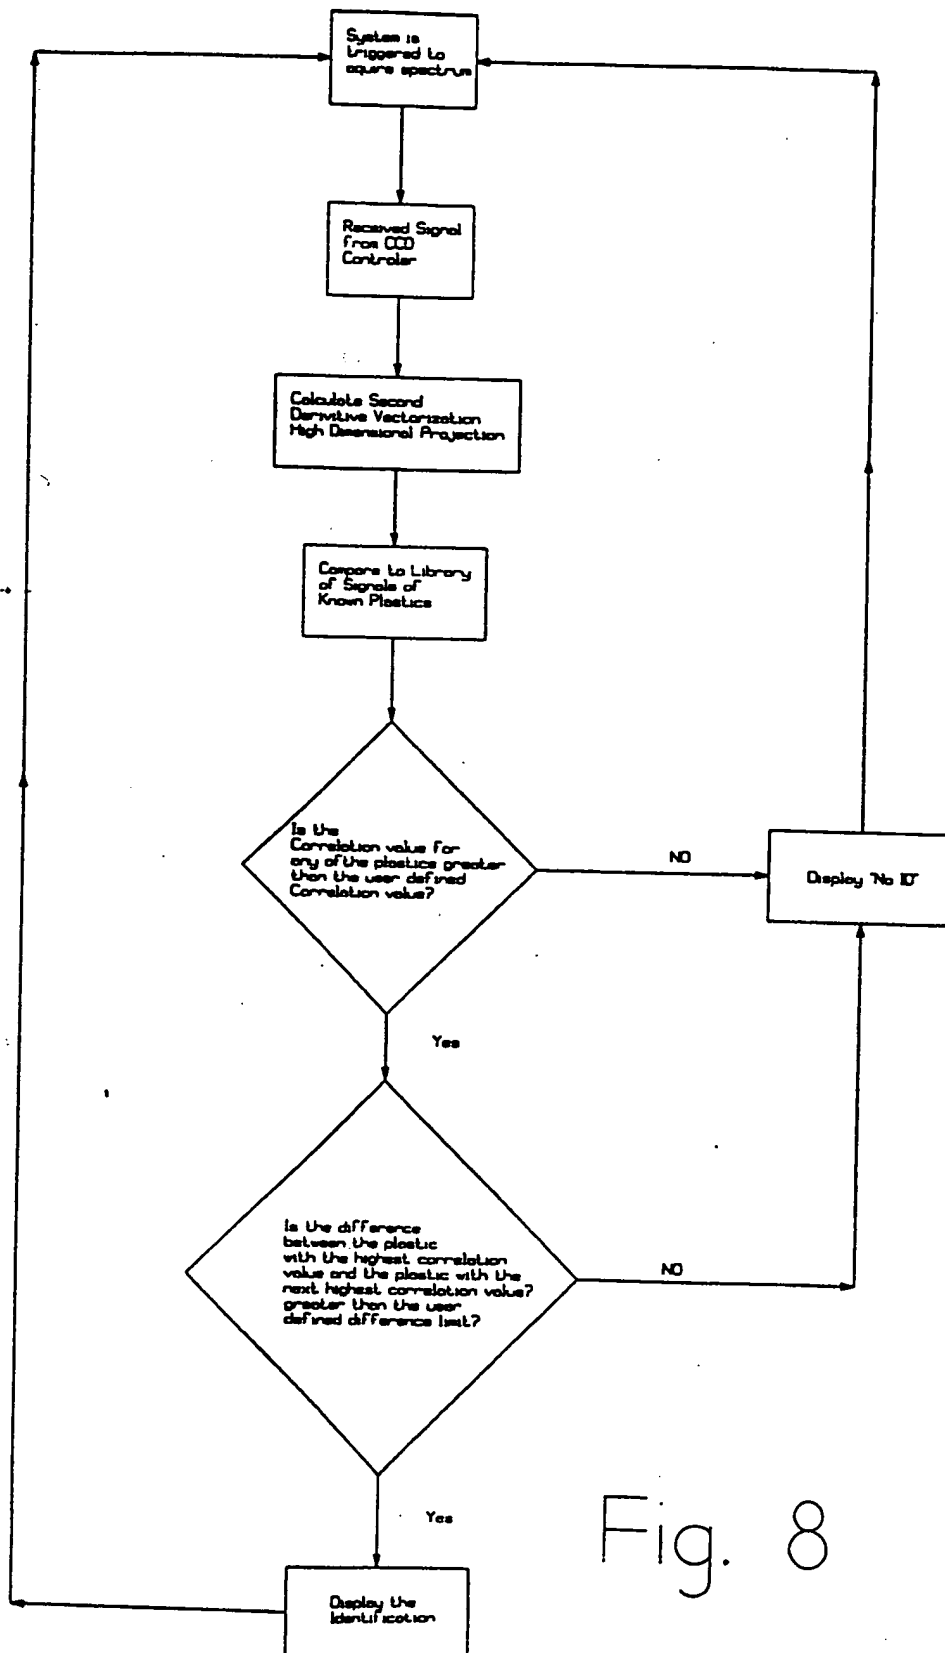 System is
triggered to
aquire spectrum
Received Signal
from CCD
Controler
Calculate Second
Derivitive Vectorization
High Dimensional Projection
Compare to Library
of Signals of
Known Plastics
Is the
Correlation value for
any of the plastics greater
than the user defined
Correlation value?
NO
Display "No ID"
Yes
Is the difference
between the plastic
with the highest correlation
value and the plastic with the
next highest correlation value?
greater than the user
defined difference limit?
NO
Yes
Display the
Identification
Fig. 8